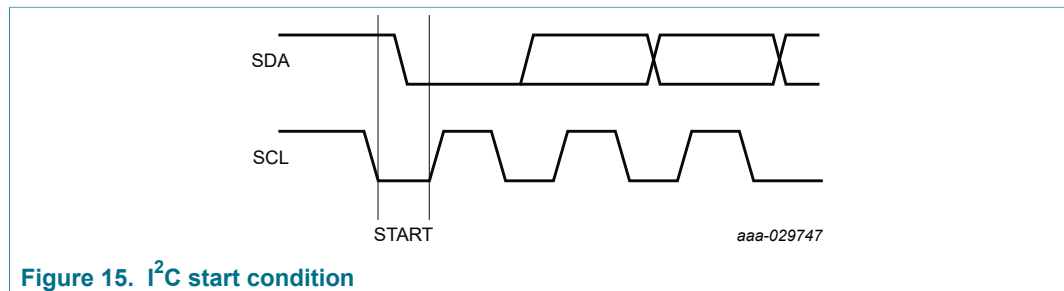 SDA
SCL
START
aaa-029747
Figure 15. I²C start condition